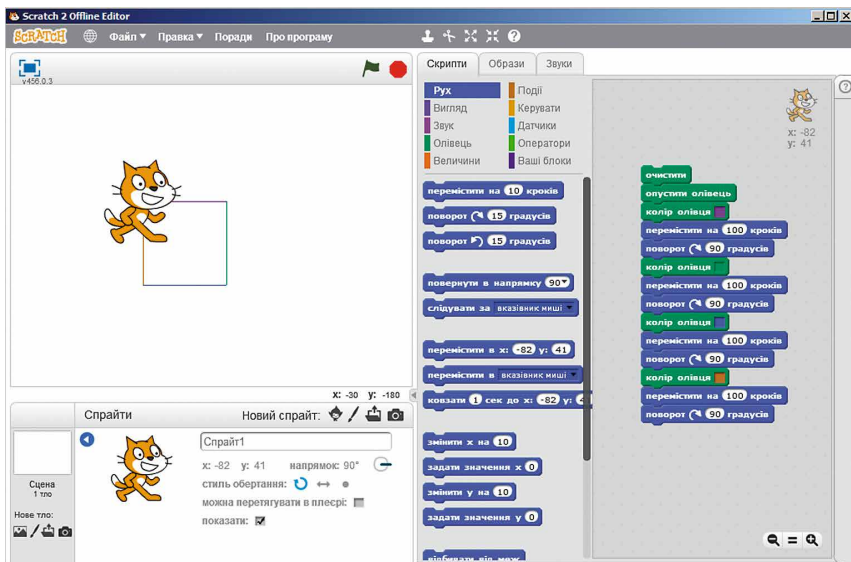 Scratch 2 Offline Editor
SCRATCH Файл Правка Поради Про програму
v456.0.3
x: -30 y: -180
Спрайти Новий спрайт:
Сцена
1 тло
Нове тло:
Спрайт1
x: -82 y: 41 напрямок: 90°
стиль обертання:
можна перетягувати в плеєрі:
показати:
Скрипти Образи Звуки
Рух Події
Вигляд Керувати
Звук Датчики
Олівець Оператори
Величини Ваші блоки
перемістити на 10 кроків
поворот 15 градусів
поворот 15 градусів
повернути в напрямку 90
слідувати за вказівник миші
перемістити в x: -82 y: 41
перемістити в вказівник миші
ковзати 1 сек до x: -82 y: 4
змінити x на 10
задати значення x 0
змінити y на 10
задати значення y 0
відбивати від меж
x: -82
y: 41
очистити
опустити олівець
колір олівця
перемістити на 100 кроків
поворот 90 градусів
колір олівця
перемістити на 100 кроків
поворот 90 градусів
колір олівця
перемістити на 100 кроків
поворот 90 градусів
колір олівця
перемістити на 100 кроків
поворот 90 градусів